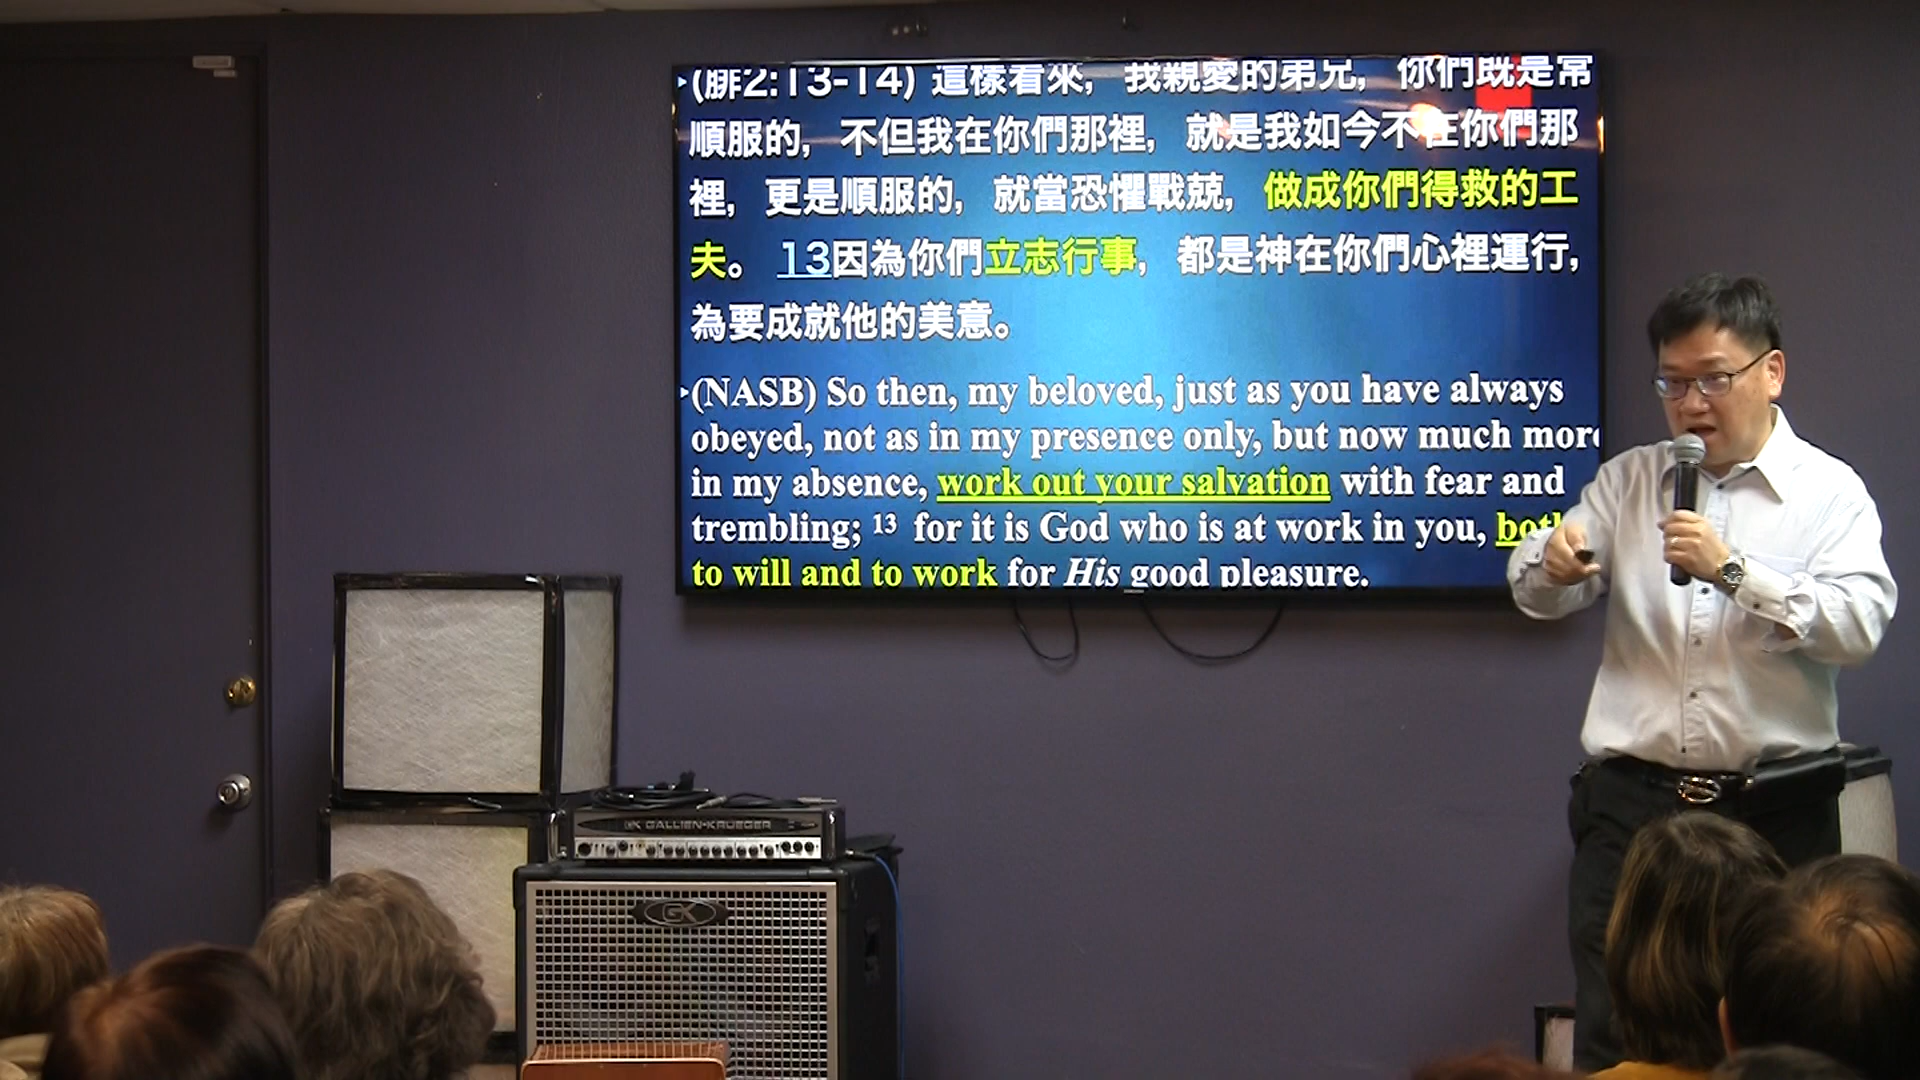 (腓2:13-14) 這樣看來，我親愛的弟兄，你們既是常
順服的，不但我在你們那裡，就是我如今不在你們那
裡，更是順服的，就當恐懼戰兢，做成你們得救的工
夫。 13因為你們立志行事，都是神在你們心裡運行，
為要成就他的美意。
(NASB) So then, my beloved, just as you have always
obeyed, not as in my presence only, but now much more
in my absence, work out your salvation with fear and
trembling; 13 for it is God who is at work in you, both
to will and to work for His good pleasure.
GK GALLIEN-KRUEGER
GK